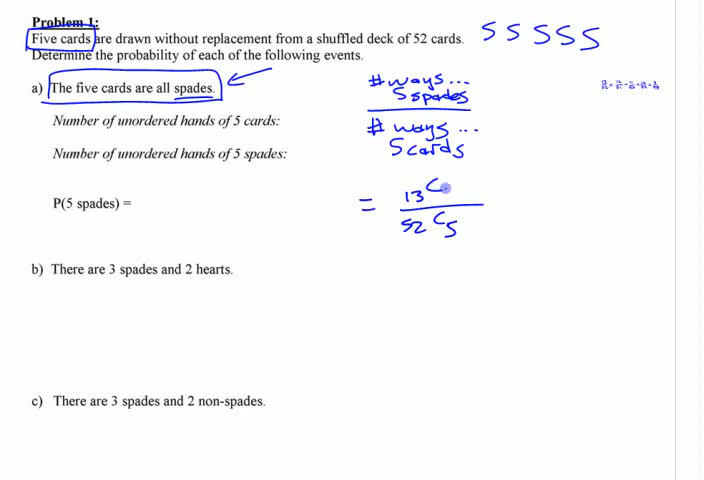 Problem 1:
Five cards are drawn without replacement from a shuffled deck of 52 cards.
Determine the probability of each of the following events.
S S S S S
a) The five cards are all spades.
Number of unordered hands of 5 cards:
Number of unordered hands of 5 spades:
P(5 spades) =
# ways...
5 spades
# ways ...
5 cards
= 13 C
52 C 5
b) There are 3 spades and 2 hearts.
c) There are 3 spades and 2 non-spades.